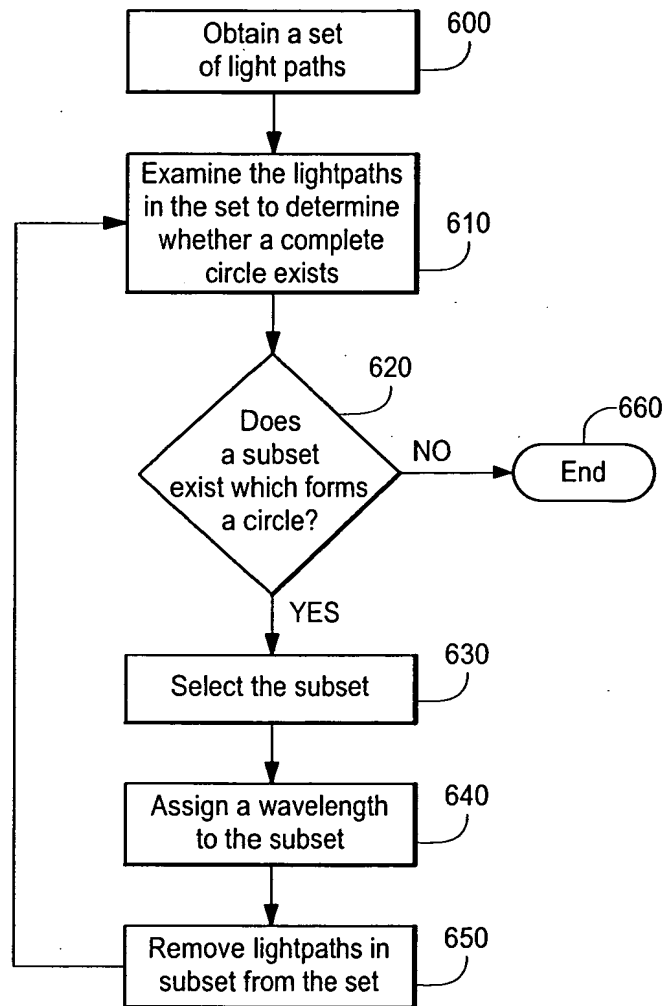 Obtain a set
of light paths
600
Examine the lightpaths
in the set to determine
whether a complete
circle exists
610
620
Does
a subset
exist which forms
a circle?
NO
660
End
YES
630
Select the subset
Assign a wavelength
to the subset
640
Remove lightpaths in
subset from the set
650